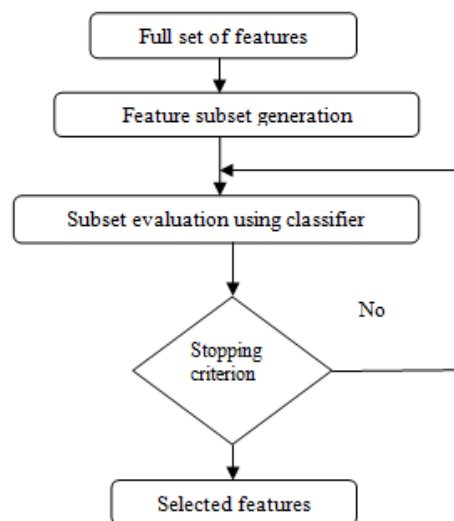 Full set of features
Feature subset generation
Subset evaluation using classifier
No
Stopping
criterion
Selected features